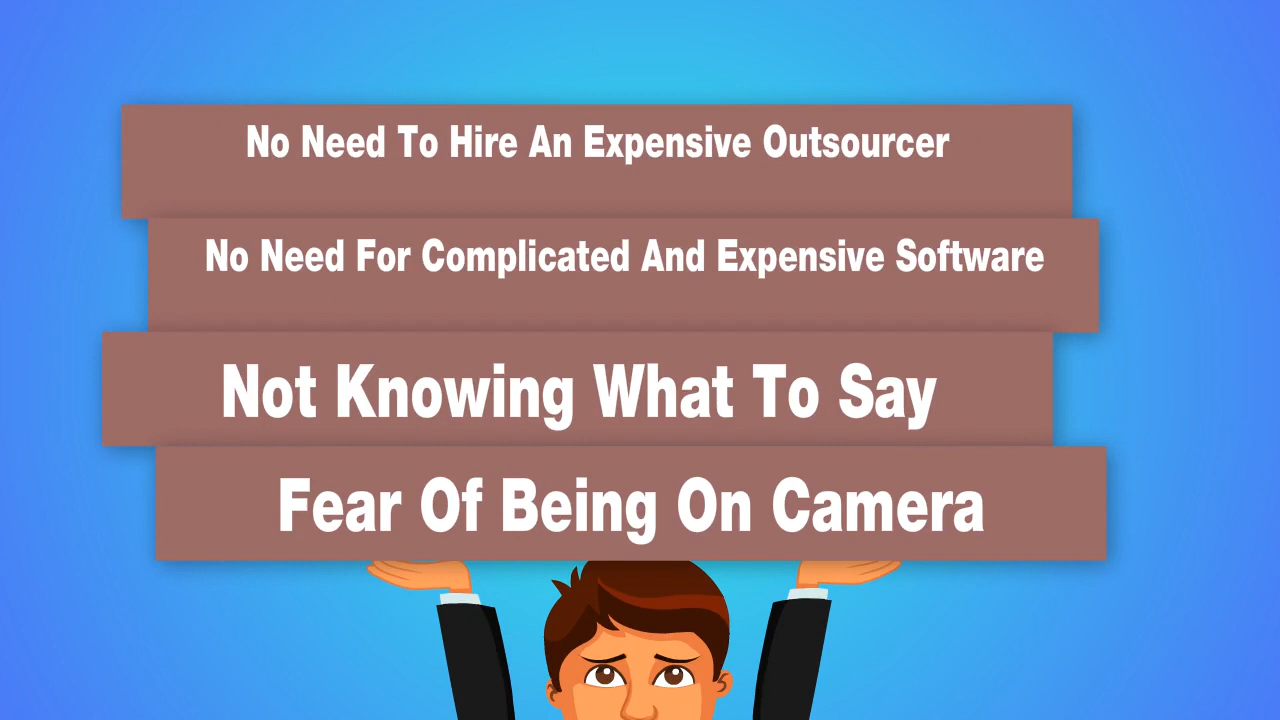 No Need To Hire An Expensive Outsourcer
No Need For Complicated And Expensive Software
Not Knowing What To Say
Fear Of Being On Camera